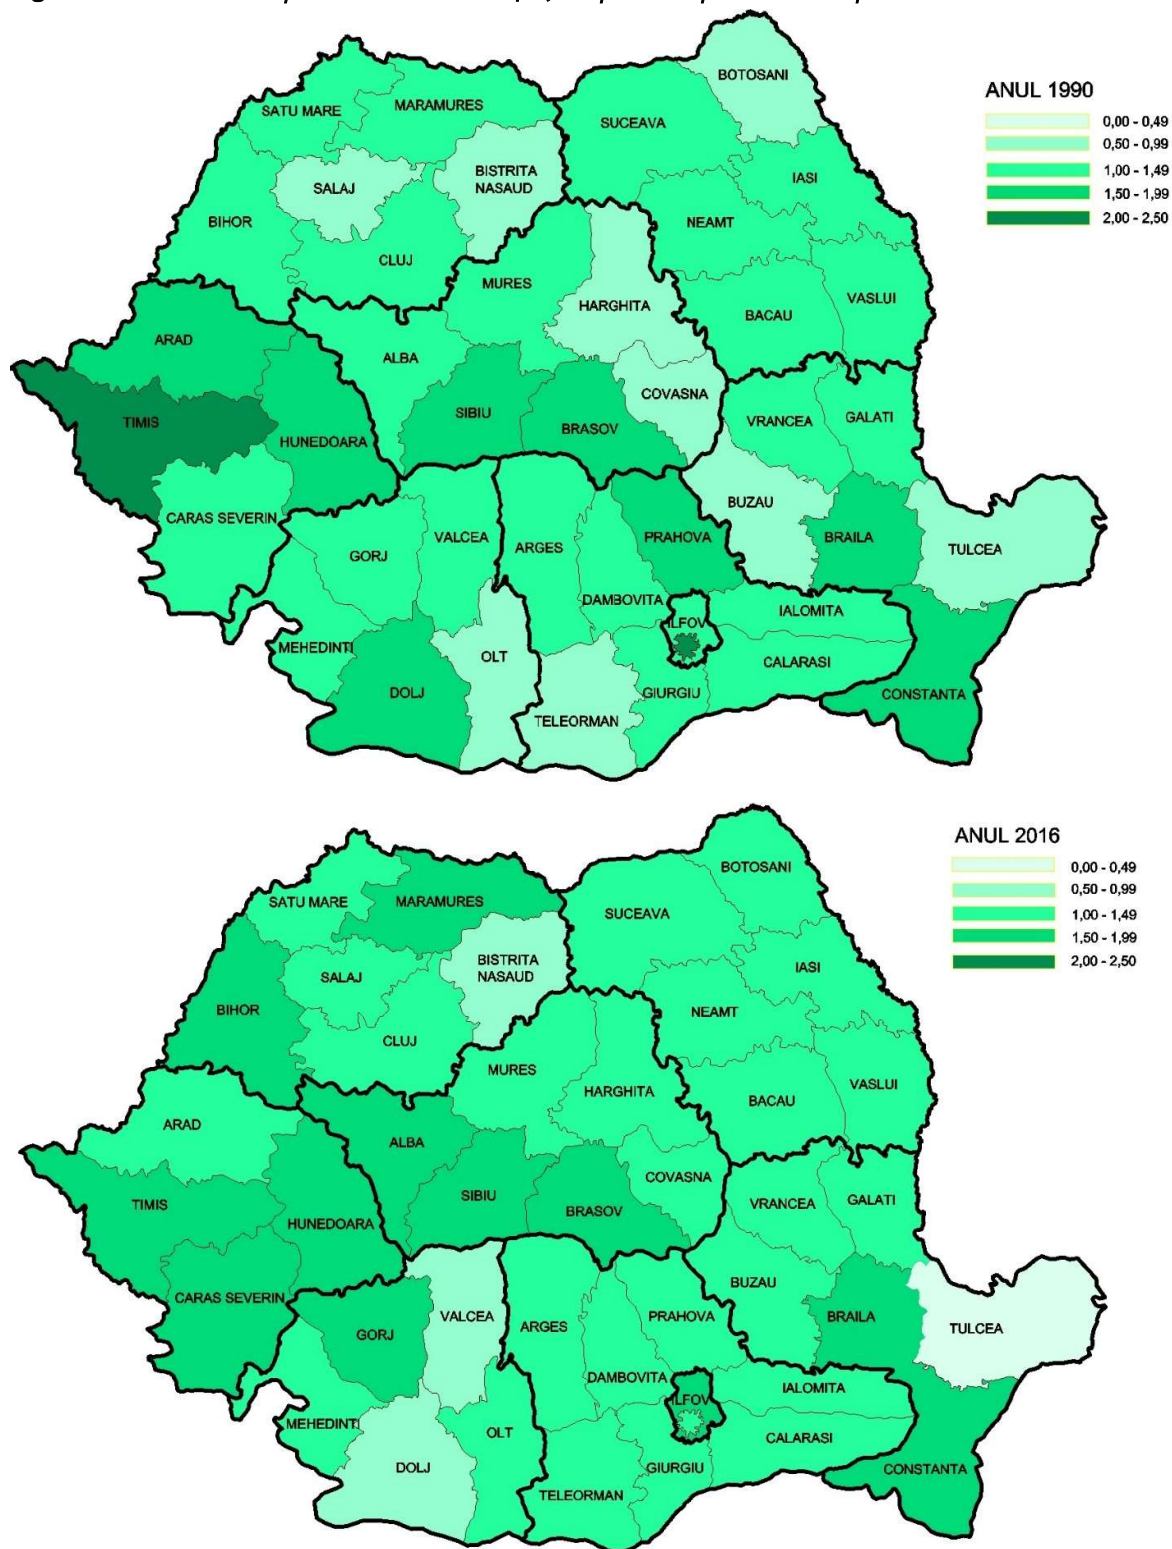 ANUL 1990
0,00 - 0,49
0,50 - 0,99
1,00 - 1,49
1,50 - 1,99
2,00 - 2,50
BOTOSANI
SATU MARE
MARAMURES
SUCEAVA
SALAJ
BISTRITA
NASAUD
IASI
BIHOR
NEAMT
CLUJ
MURES
HARGHITA
VASLUI
BACAU
ARAD
ALBA
COVASNA
TIMIS
SIBIU
BRASOV
VRANCEA
GALATI
HUNEDOARA
CARAS SEVERIN
BUZAU
GORJ
VALCEA
ARGES
PRAHOVA
BRAILA
TULCEA
DAMBOVITA
ILFOV
IALOMITA
MEHEDINTI
OLT
CALARASI
DOLJ
GIURGIU
CONSTANTA
TELEORMAN
ANUL 2016
0,00 - 0,49
0,50 - 0,99
1,00 - 1,49
1,50 - 1,99
2,00 - 2,50
BOTOSANI
SATU MARE
MARAMURES
SUCEAVA
SALAJ
BISTRITA
NASAUD
IASI
BIHOR
NEAMT
CLUJ
MURES
HARGHITA
VASLUI
BACAU
ARAD
ALBA
COVASNA
TIMIS
SIBIU
BRASOV
VRANCEA
GALATI
HUNEDOARA
CARAS SEVERIN
BUZAU
GORJ
VALCEA
ARGES
PRAHOVA
BRAILA
TULCEA
DAMBOVITA
ILFOV
IALOMITA
MEHEDINTI
OLT
CALARASI
DOLJ
GIURGIU
CONSTANTA
TELEORMAN